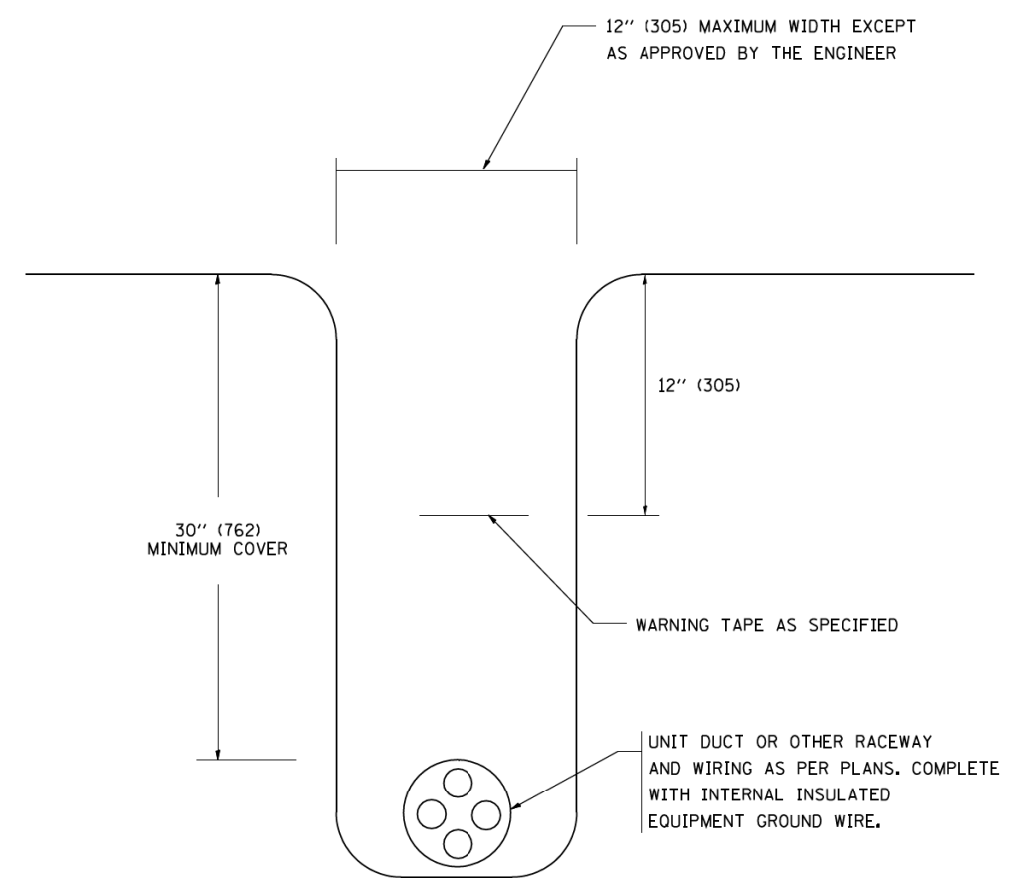 12'' (305) MAXIMUM WIDTH EXCEPT
AS APPROVED BY THE ENGINEER
12'' (305)
30'' (762)
MINIMUM COVER
WARNING TAPE AS SPECIFIED
UNIT DUCT OR OTHER RACEWAY
AND WIRING AS PER PLANS. COMPLETE
WITH INTERNAL INSULATED
EQUIPMENT GROUND WIRE.